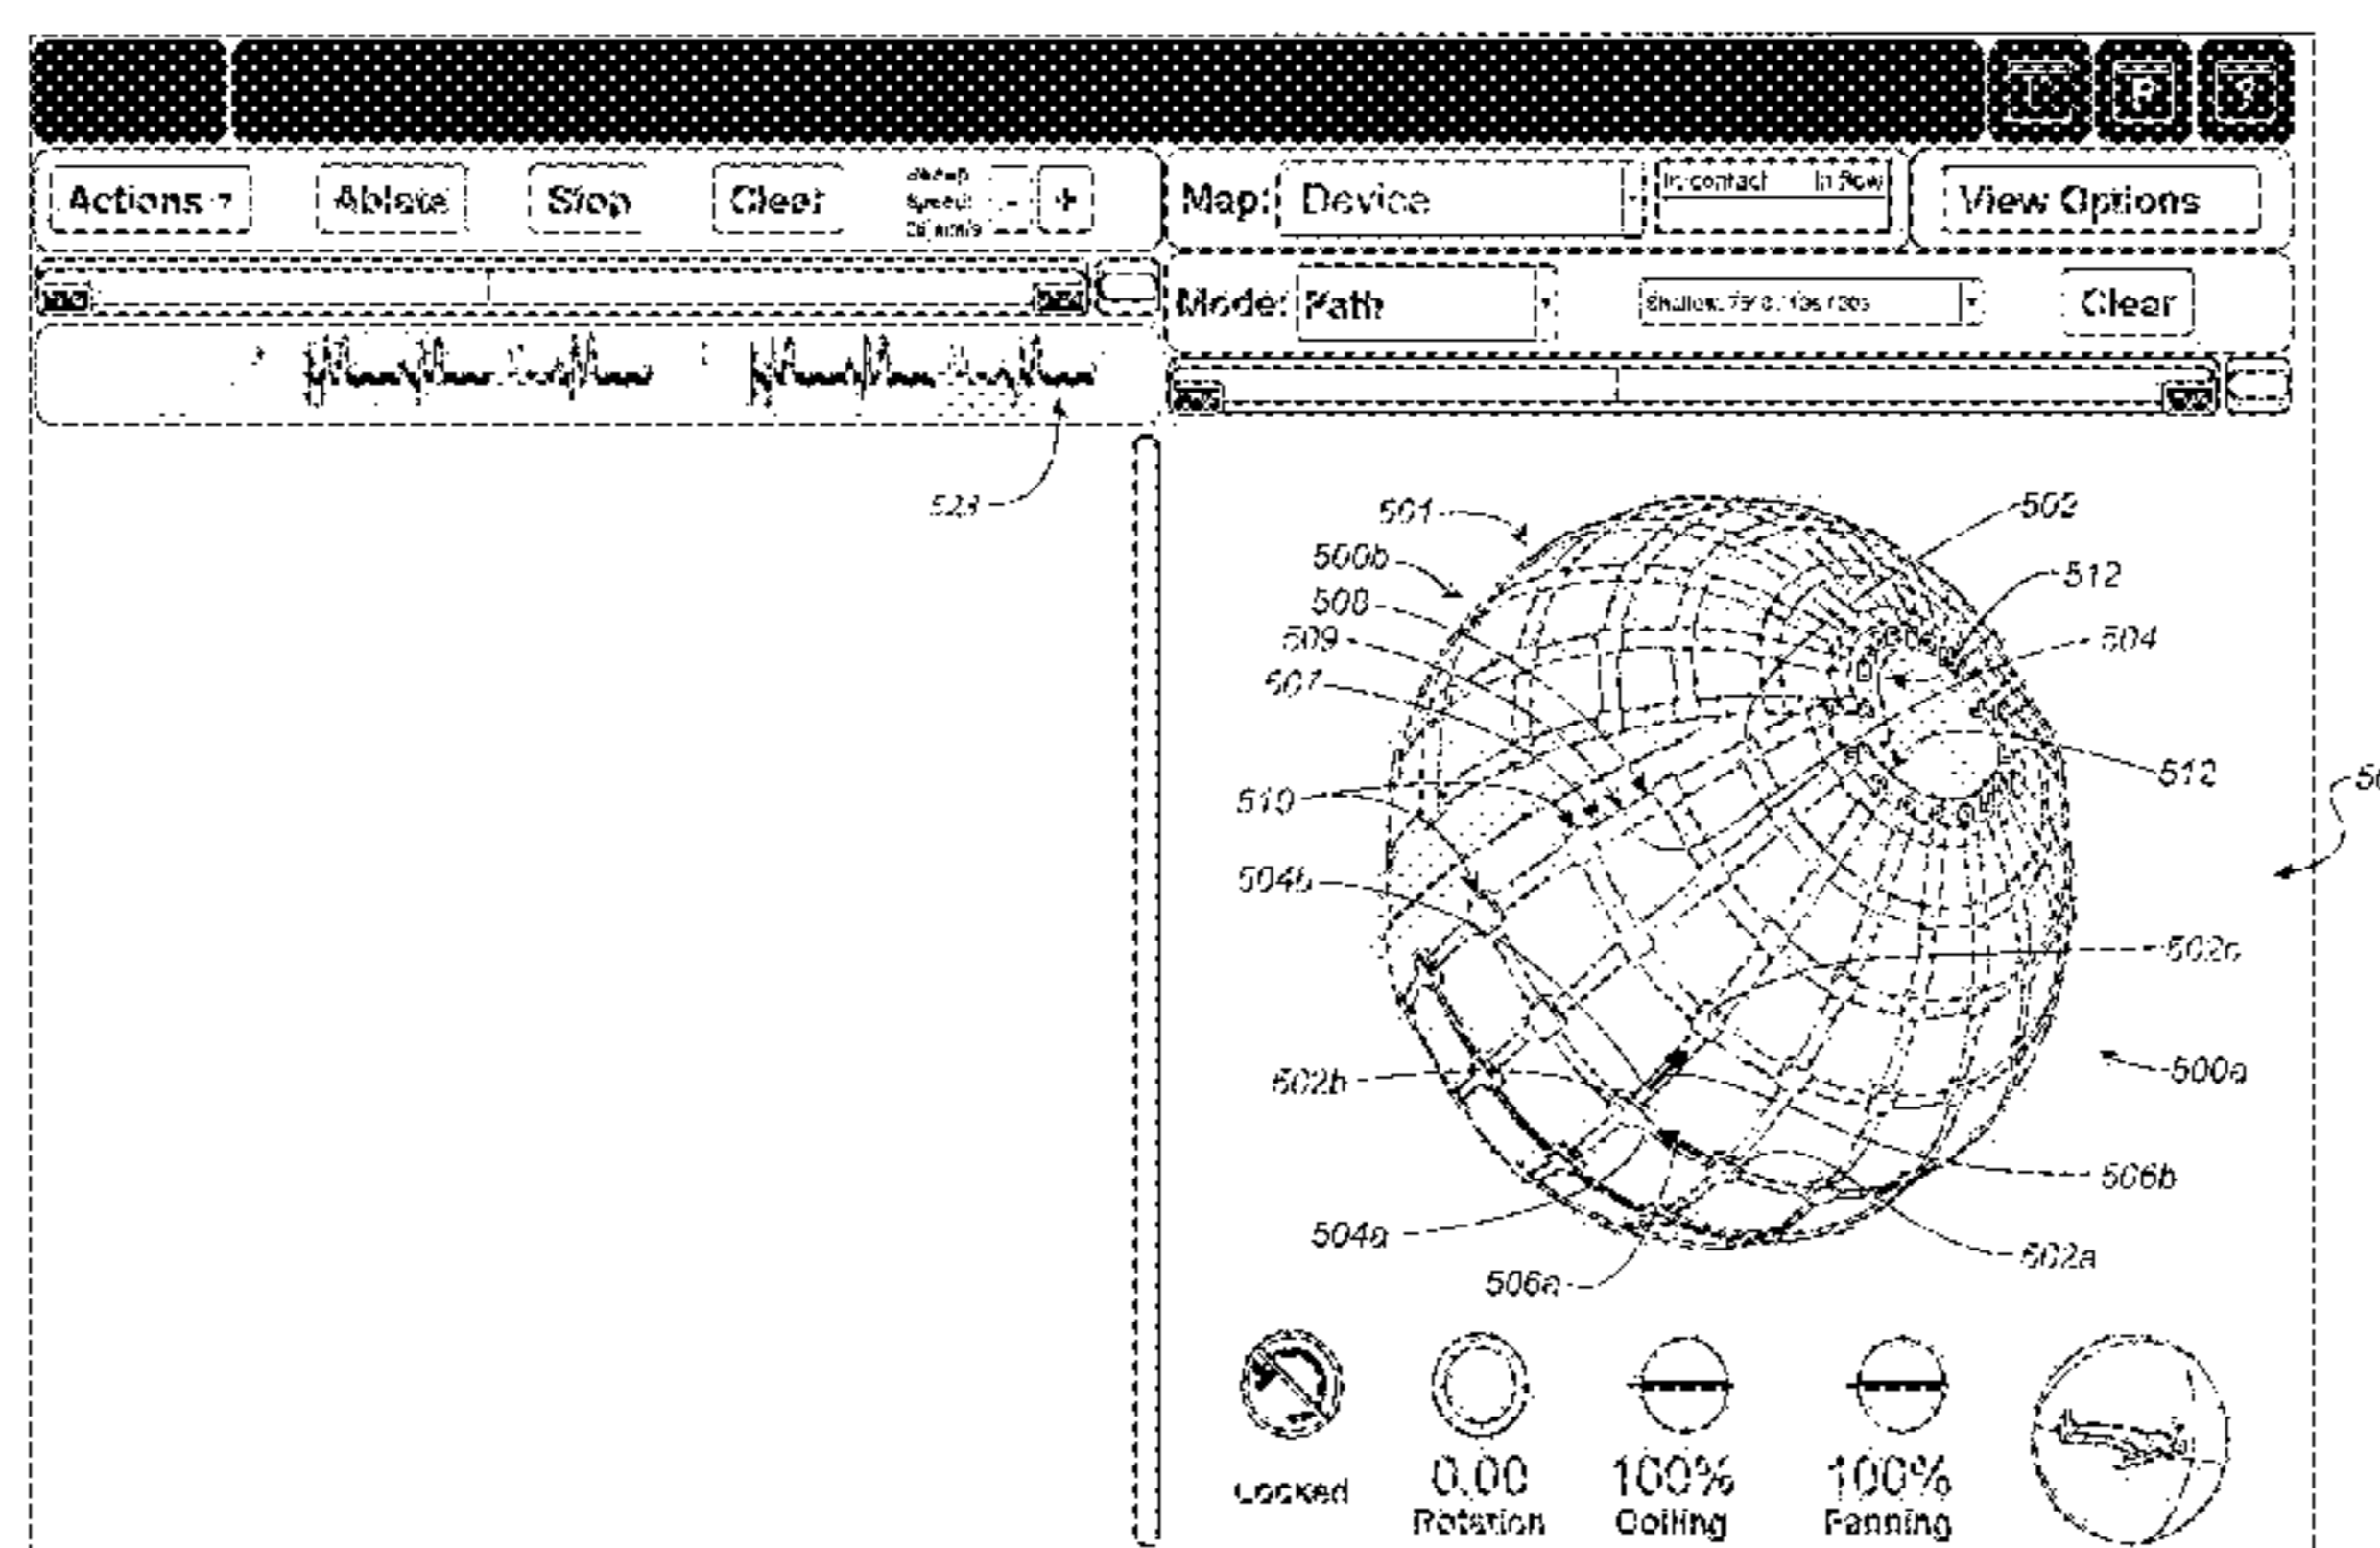 Actions Ablate Stop Clear Speed: - +
Map: Device In contact In flow View Options
Mode: Path Clear
523
501
502
500b
512
508
504
509
507
512
510
504b
502c
500a
502b
506b
504a
502a
506a
Locked
0.00
Rotation
100%
Coiling
100%
Fanning